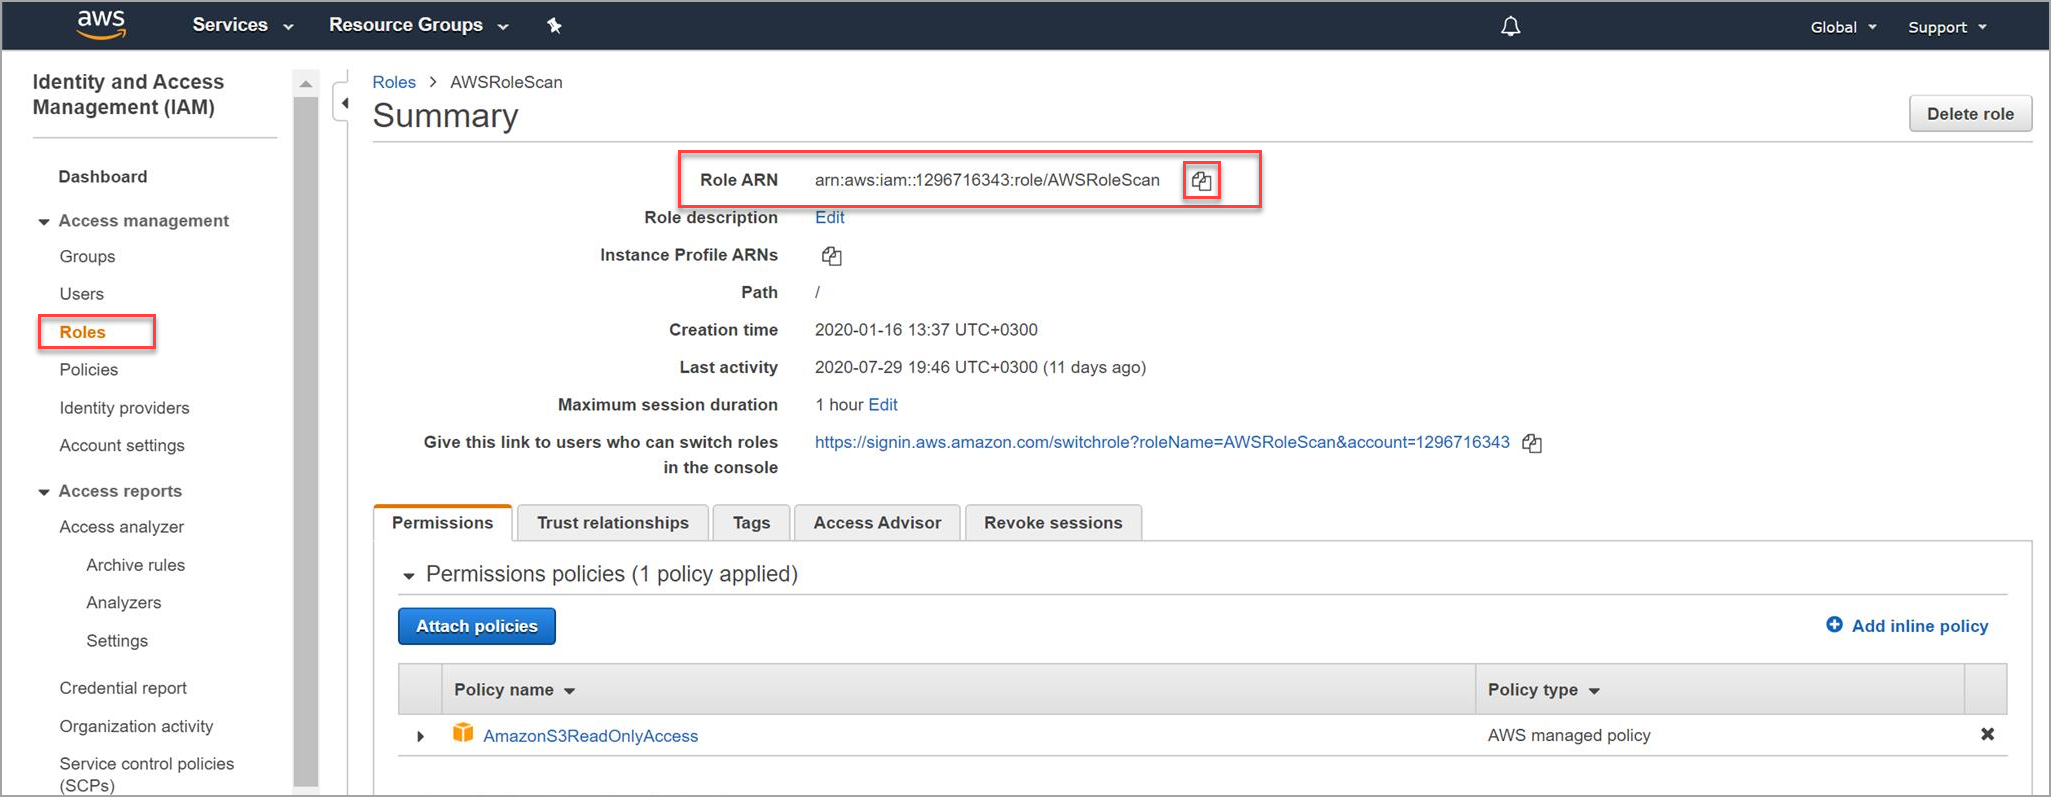 aws Services Resource Groups Global Support
Identity and Access
Management (IAM)
Dashboard
Access management
Groups
Users
Roles
Policies
Identity providers
Account settings
Access reports
Access analyzer
Archive rules
Analyzers
Settings
Credential report
Organization activity
Service control policies
(SCPs)
Roles > AWSRoleScan
Summary
Delete role
Role ARN arn:aws:iam::1296716343:role/AWSRoleScan
Role description Edit
Instance Profile ARNs
Path /
Creation time 2020-01-16 13:37 UTC+0300
Last activity 2020-07-29 19:46 UTC+0300 (11 days ago)
Maximum session duration 1 hour Edit
Give this link to users who can switch roles https://signin.aws.amazon.com/switchrole?roleName=AWSRoleScan&account=1296716343
in the console
Permissions Trust relationships Tags Access Advisor Revoke sessions
Permissions policies (1 policy applied)
Attach policies Add inline policy
Policy name Policy type
AmazonS3ReadOnlyAccess AWS managed policy